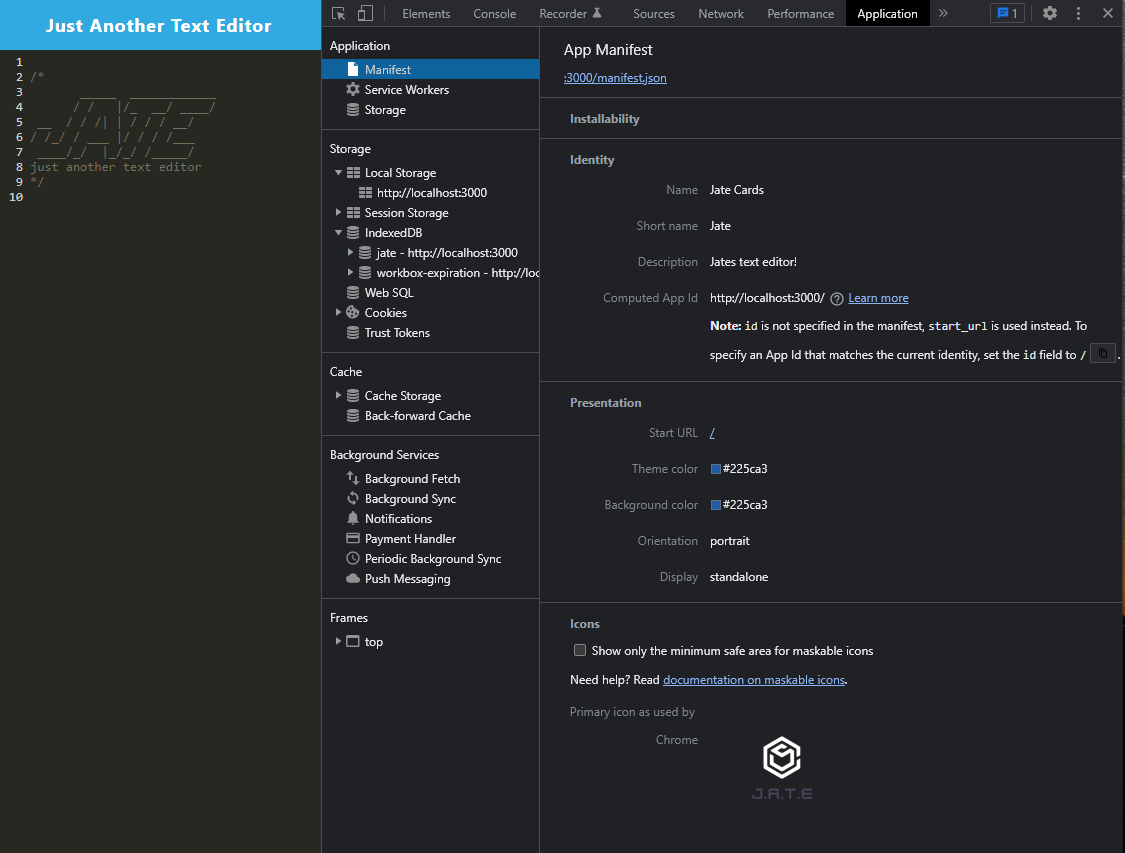 Just Another Text Editor
1
2 /*
3         _____  ____________
4        / /   |/_  __/ ____/
5   __  / / /| | / / / __/
6 / /_/ / ___ |/ / / /___
7  ____/_/  |_/_/ /_____/
8 just another text editor
9 */
10
Elements Console Recorder Sources Network Performance Application » 1
Application
Manifest
Service Workers
Storage
Storage
Local Storage
http://localhost:3000
Session Storage
IndexedDB
jate - http://localhost:3000
workbox-expiration - http://loc
Web SQL
Cookies
Trust Tokens
Cache
Cache Storage
Back-forward Cache
Background Services
Background Fetch
Background Sync
Notifications
Payment Handler
Periodic Background Sync
Push Messaging
Frames
top
App Manifest
:3000/manifest.json
Installability
Identity
Name Jate Cards
Short name Jate
Description Jates text editor!
Computed App Id http://localhost:3000/ Learn more
Note: id is not specified in the manifest, start_url is used instead. To
specify an App Id that matches the current identity, set the id field to / .
Presentation
Start URL /
Theme color #225ca3
Background color #225ca3
Orientation portrait
Display standalone
Icons
Show only the minimum safe area for maskable icons
Need help? Read documentation on maskable icons.
Primary icon as used by
Chrome
J.A.T.E